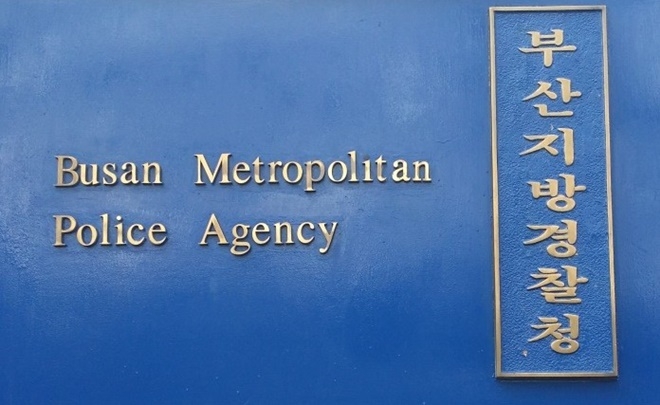 Busan Metropolitan
Police Agency
부산지방경찰청